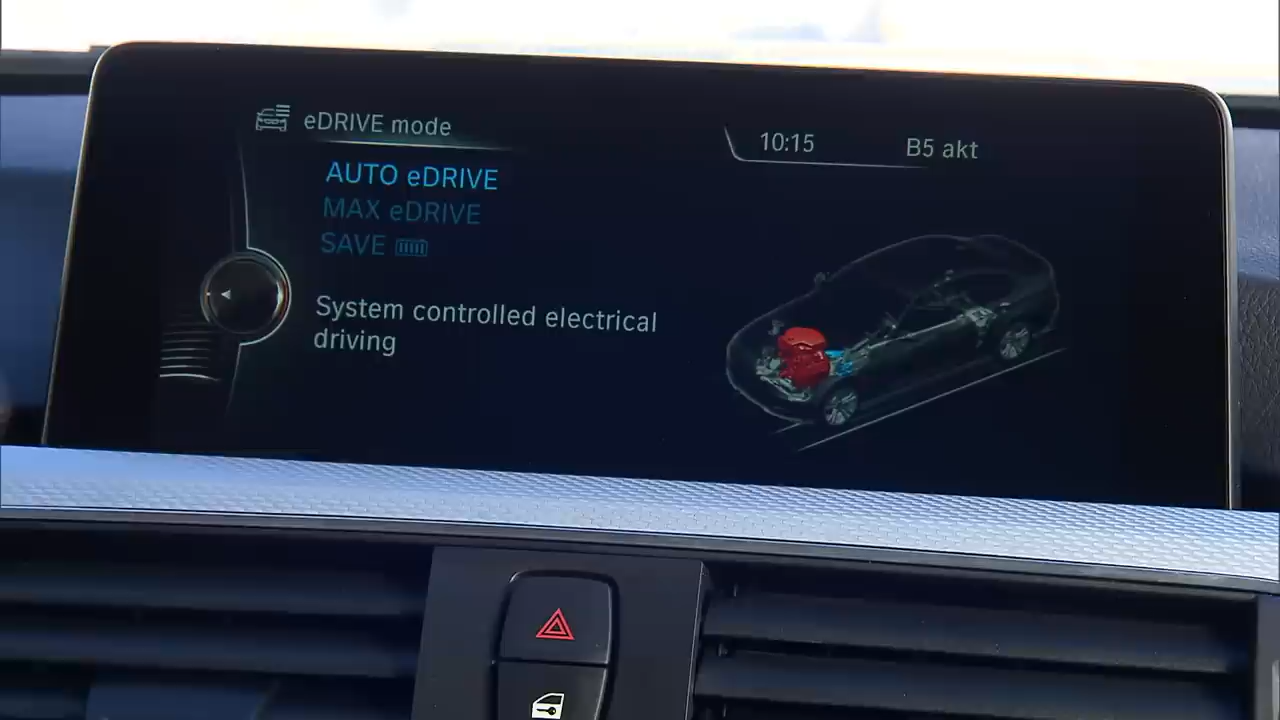 eDRIVE mode
10:15
B5 akt
AUTO eDRIVE
MAX eDRIVE
SAVE
System controlled electrical
driving